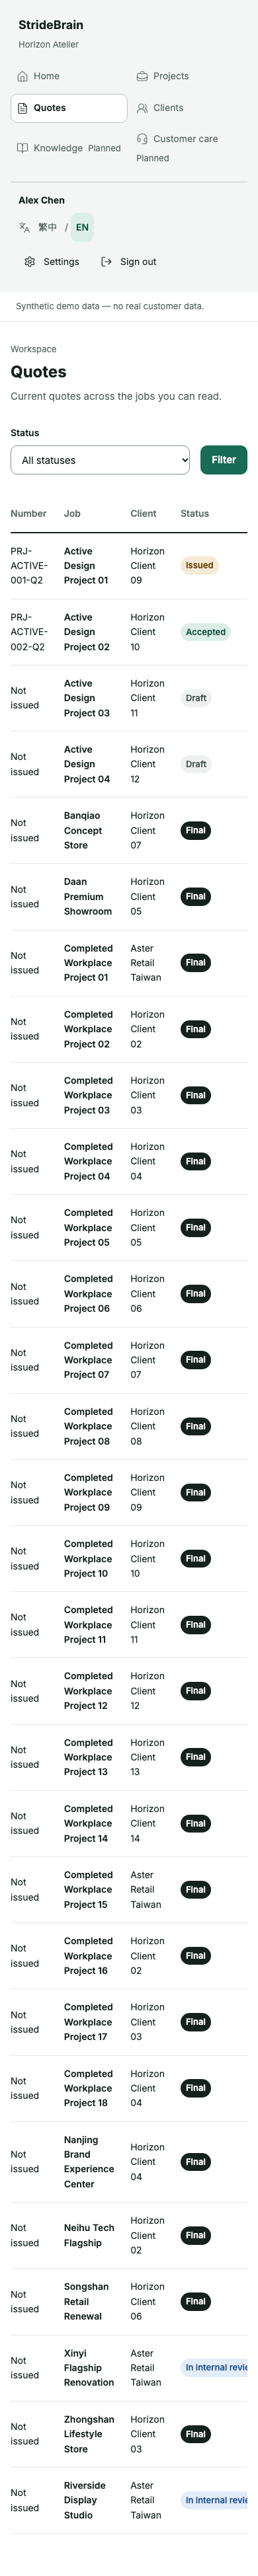 StrideBrain
Horizon Atelier
Home
Projects
Quotes
Clients
Knowledge Planned
Customer care
Planned
Alex Chen
繁中 / EN
Settings
Sign out
Synthetic demo data — no real customer data.
Workspace
Quotes
Current quotes across the jobs you can read.
Status
All statuses
Filter
Number Job Client Status
PRJ-
ACTIVE-
001-Q2
Active
Design
Project 01
Horizon
Client
09
Issued
PRJ-
ACTIVE-
002-Q2
Active
Design
Project 02
Horizon
Client
10
Accepted
Not
issued
Active
Design
Project 03
Horizon
Client
11
Draft
Not
issued
Active
Design
Project 04
Horizon
Client
12
Draft
Not
issued
Banqiao
Concept
Store
Horizon
Client
07
Final
Not
issued
Daan
Premium
Showroom
Horizon
Client
05
Final
Not
issued
Completed
Workplace
Project 01
Aster
Retail
Taiwan
Final
Not
issued
Completed
Workplace
Project 02
Horizon
Client
02
Final
Not
issued
Completed
Workplace
Project 03
Horizon
Client
03
Final
Not
issued
Completed
Workplace
Project 04
Horizon
Client
04
Final
Not
issued
Completed
Workplace
Project 05
Horizon
Client
05
Final
Not
issued
Completed
Workplace
Project 06
Horizon
Client
06
Final
Not
issued
Completed
Workplace
Project 07
Horizon
Client
07
Final
Not
issued
Completed
Workplace
Project 08
Horizon
Client
08
Final
Not
issued
Completed
Workplace
Project 09
Horizon
Client
09
Final
Not
issued
Completed
Workplace
Project 10
Horizon
Client
10
Final
Not
issued
Completed
Workplace
Project 11
Horizon
Client
11
Final
Not
issued
Completed
Workplace
Project 12
Horizon
Client
12
Final
Not
issued
Completed
Workplace
Project 13
Horizon
Client
13
Final
Not
issued
Completed
Workplace
Project 14
Horizon
Client
14
Final
Not
issued
Completed
Workplace
Project 15
Aster
Retail
Taiwan
Final
Not
issued
Completed
Workplace
Project 16
Horizon
Client
02
Final
Not
issued
Completed
Workplace
Project 17
Horizon
Client
03
Final
Not
issued
Completed
Workplace
Project 18
Horizon
Client
04
Final
Not
issued
Nanjing
Brand
Experience
Center
Horizon
Client
04
Final
Not
issued
Neihu Tech
Flagship
Horizon
Client
02
Final
Not
issued
Songshan
Retail
Renewal
Horizon
Client
06
Final
Not
issued
Xinyi
Flagship
Renovation
Aster
Retail
Taiwan
In internal revie
Not
issued
Zhongshan
Lifestyle
Store
Horizon
Client
03
Final
Not
issued
Riverside
Display
Studio
Aster
Retail
Taiwan
In internal revie